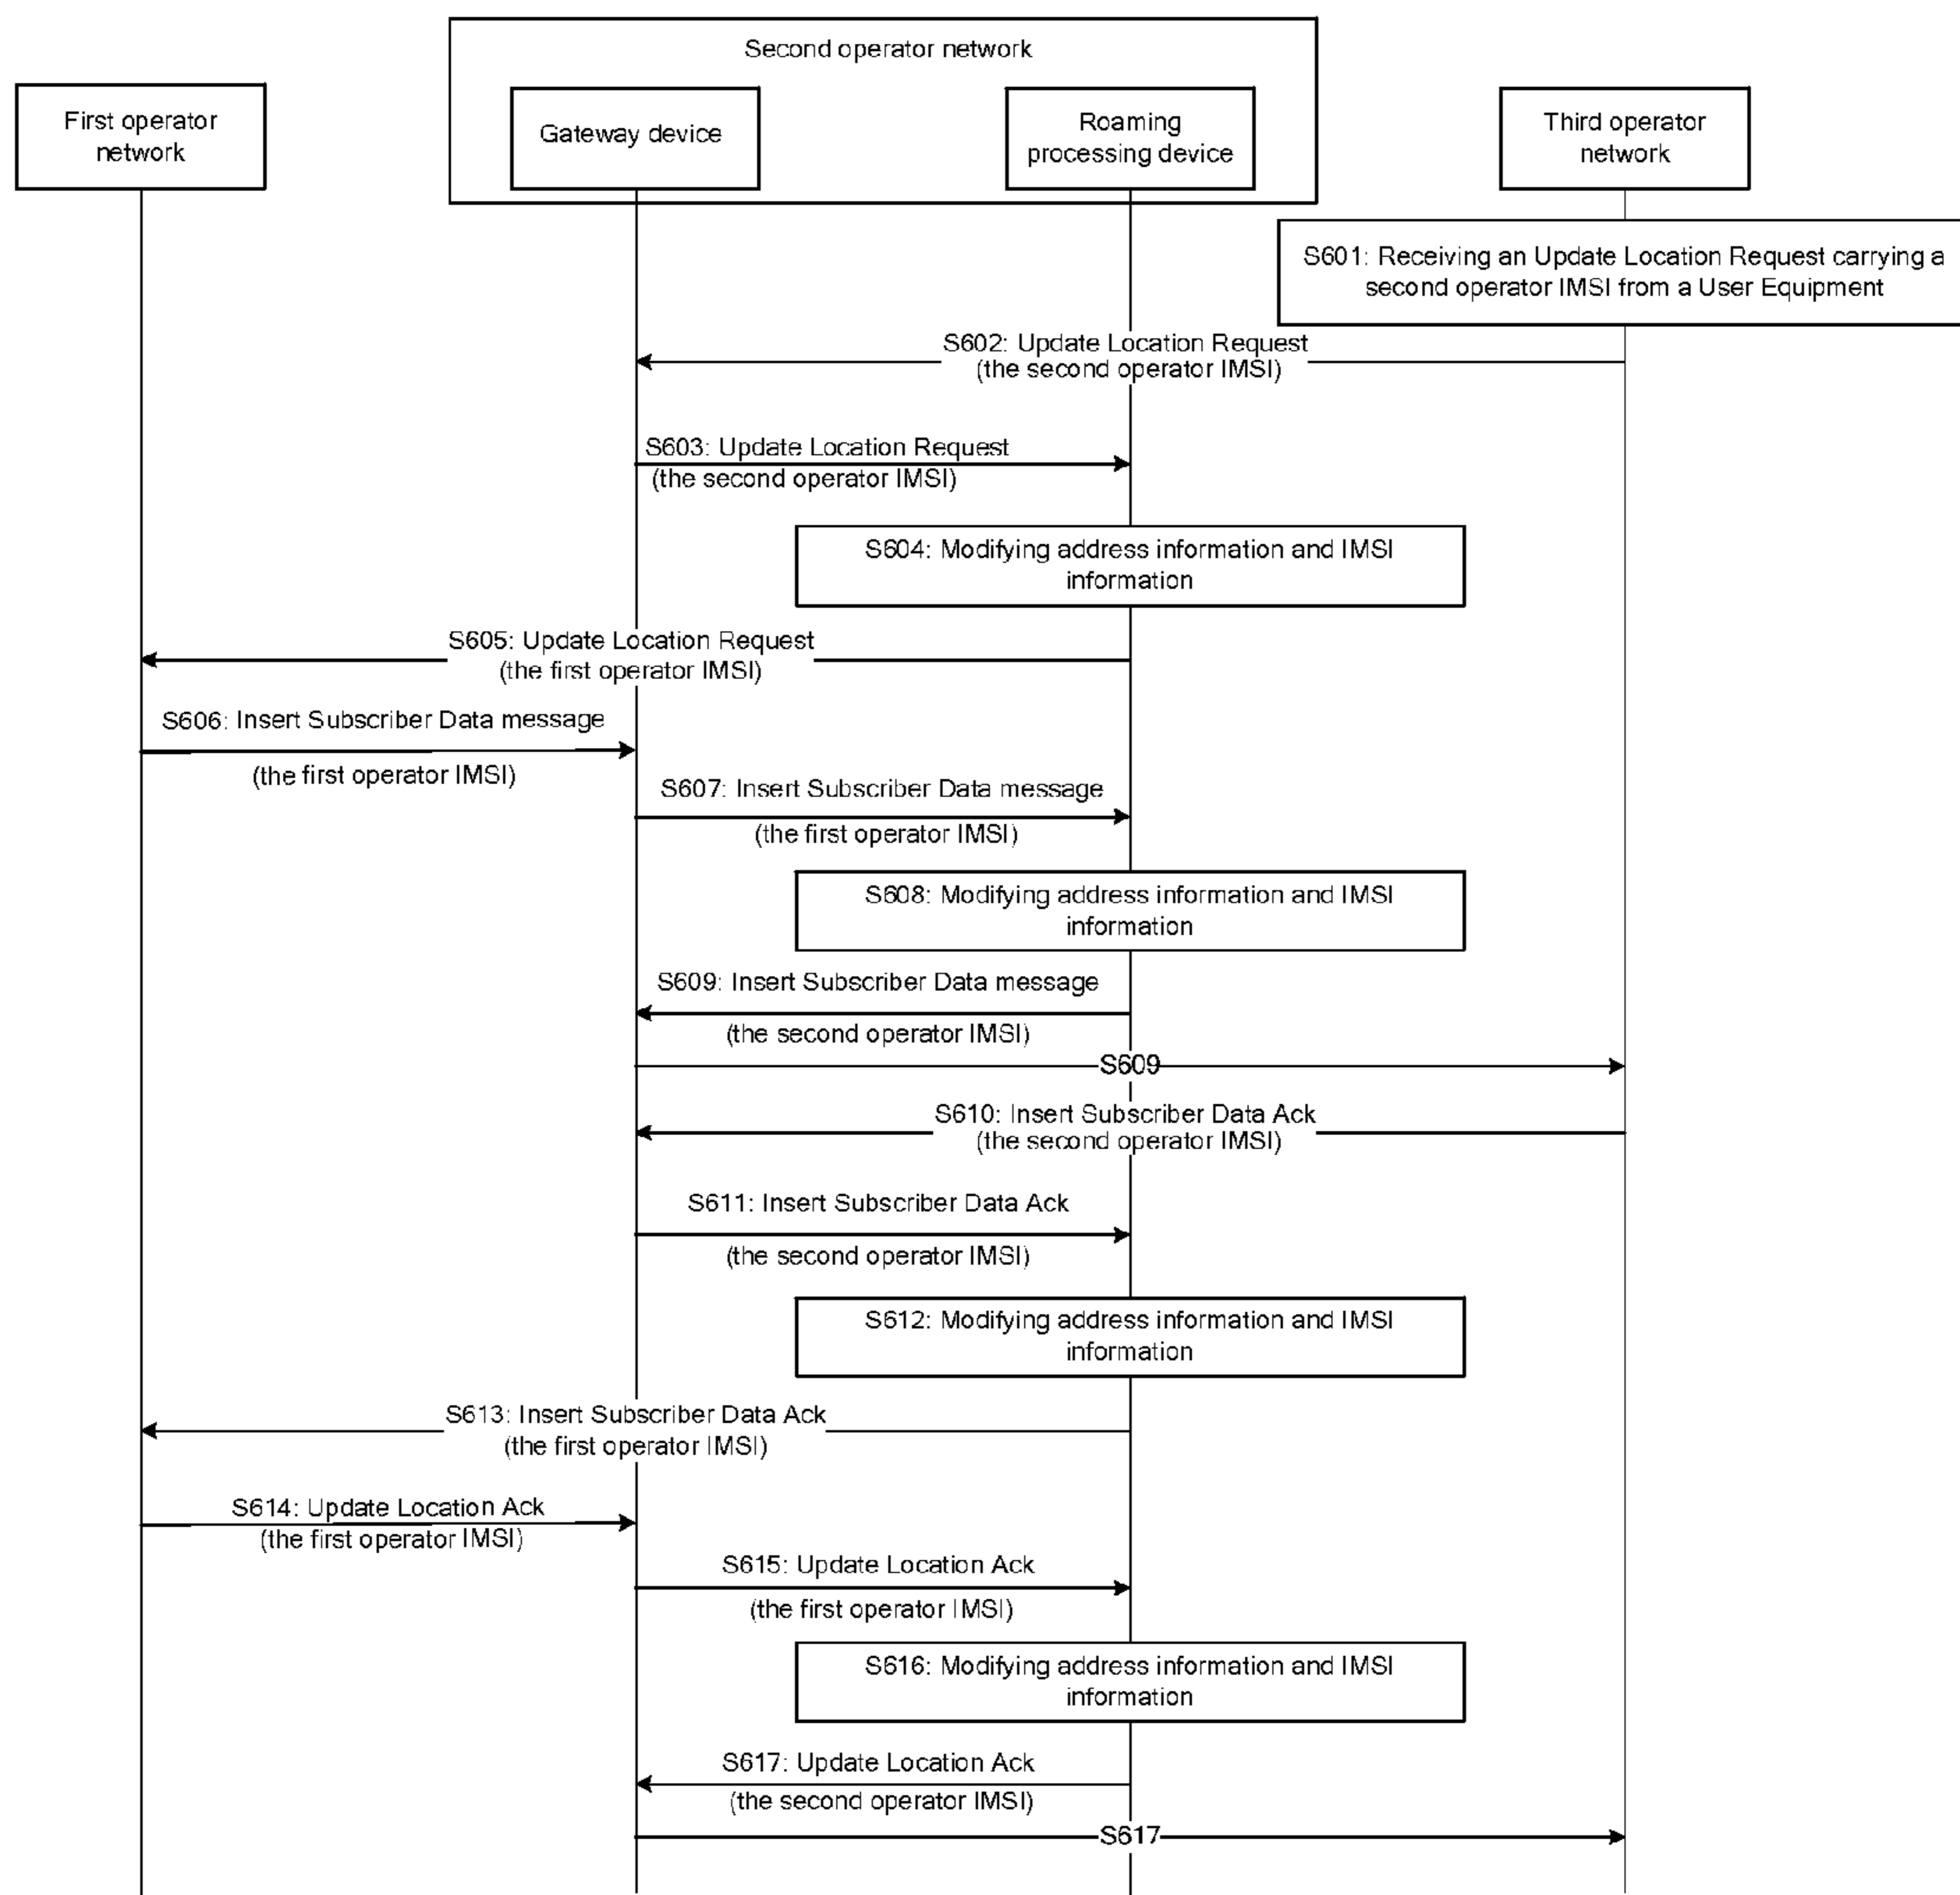 Second operator network
First operator
network
Gateway device
Roaming
processing device
Third operator
network
S601: Receiving an Update Location Request carrying a
second operator IMSI from a User Equipment
S602: Update Location Request
(the second operator IMSI)
S603: Update Location Request
(the second operator IMSI)
S604: Modifying address information and IMSI
information
S605: Update Location Request
(the first operator IMSI)
S606: Insert Subscriber Data message
(the first operator IMSI)
S607: Insert Subscriber Data message
(the first operator IMSI)
S608: Modifying address information and IMSI
information
S609: Insert Subscriber Data message
(the second operator IMSI)
S609
S610: Insert Subscriber Data Ack
(the second operator IMSI)
S611: Insert Subscriber Data Ack
(the second operator IMSI)
S612: Modifying address information and IMSI
information
S613: Insert Subscriber Data Ack
(the first operator IMSI)
S614: Update Location Ack
(the first operator IMSI)
S615: Update Location Ack
(the first operator IMSI)
S616: Modifying address information and IMSI
information
S617: Update Location Ack
(the second operator IMSI)
S617